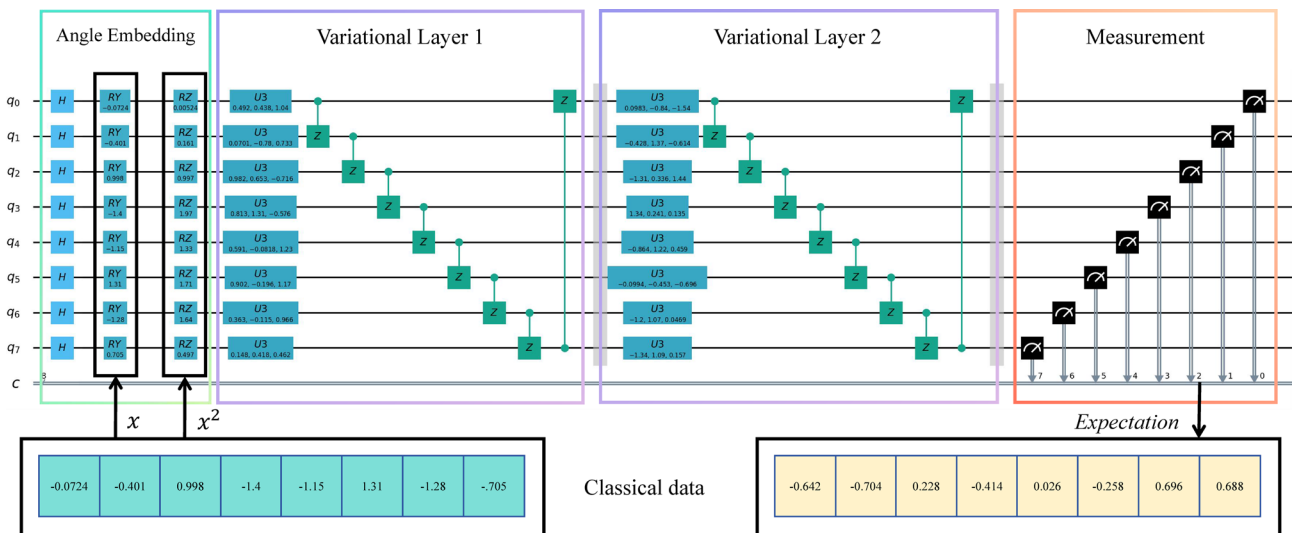 Angle Embedding Variational Layer 1 Variational Layer 2 Measurement
q0 H RY RZ U3 Z U3 Z
-0.0724 0.00524 0.492, 0.438, 1.04 0.0983, -0.84, -1.54
q1 H RY RZ U3 Z U3 Z
-0.401 0.161 0.0701, -0.78, 0.733 -0.428, 1.37, -0.614
q2 H RY RZ U3 Z U3 Z
0.998 0.997 0.982, 0.653, -0.716 -1.31, 0.336, 1.44
q3 H RY RZ U3 Z U3 Z
-1.4 1.97 0.813, 1.31, -0.576 1.34, 0.241, 0.135
q4 H RY RZ U3 Z U3 Z
-1.15 1.33 0.591, -0.0818, 1.23 -0.864, 1.22, 0.459
q5 H RY RZ U3 Z U3 Z
1.31 1.71 0.902, -0.196, 1.17 -0.0994, -0.453, -0.696
q6 H RY RZ U3 Z U3 Z
-1.28 1.64 0.363, -0.115, 0.966 -1.2, 1.07, 0.0469
q7 H RY RZ U3 Z U3 Z
0.705 0.497 0.148, 0.418, 0.462 -1.34, 1.09, 0.157
c 8 7 6 5 4 3 2 1 0
x x² Expectation
-0.0724 -0.401 0.998 -1.4 -1.15 1.31 -1.28 -.705 Classical data -0.642 -0.704 0.228 -0.414 0.026 -0.258 0.696 0.688